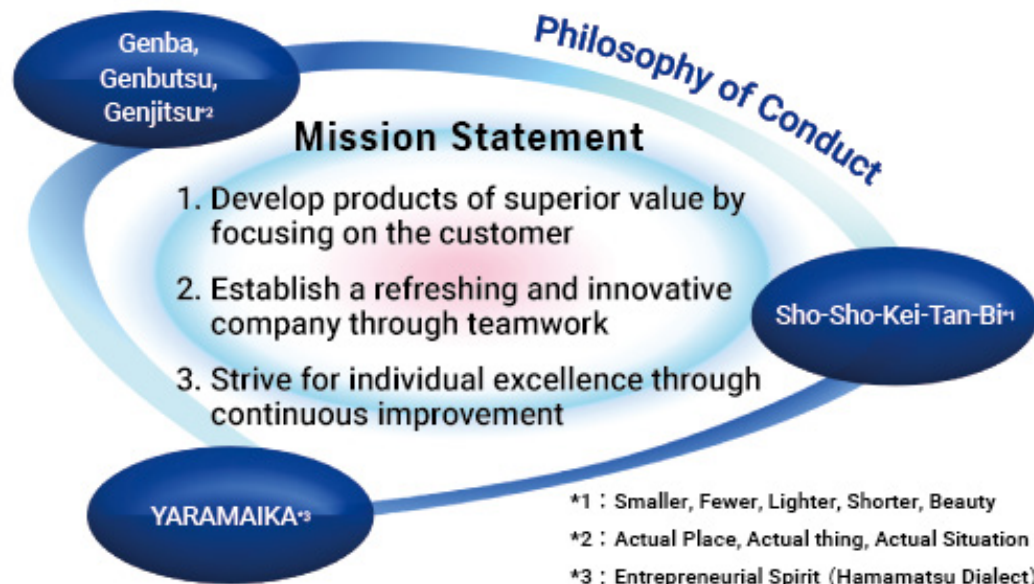 Genba,
Genbutsu,
Genjitsu*2
Philosophy of Conduct
Mission Statement
1. Develop products of superior value by
focusing on the customer
2. Establish a refreshing and innovative
company through teamwork
3. Strive for individual excellence through
continuous improvement
Sho-Sho-Kei-Tan-Bi*1
YARAMAIKA*3
*1 : Smaller, Fewer, Lighter, Shorter, Beauty
*2 : Actual Place, Actual thing, Actual Situation
*3 : Entrepreneurial Spirit (Hamamatsu Dialect)